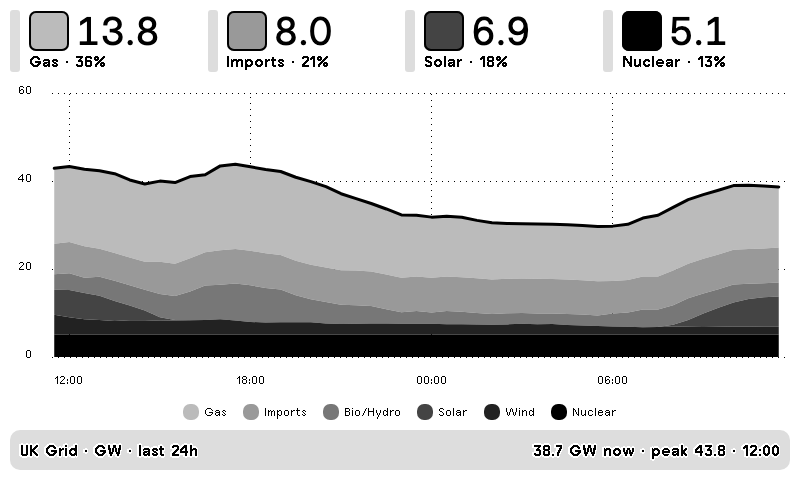 13.8 8.0 6.9 5.1
Gas · 36% Imports · 21% Solar · 18% Nuclear · 13%
60
40
20
0
12:00 18:00 00:00 06:00
Gas Imports Bio/Hydro Solar Wind Nuclear
UK Grid · GW · last 24h 38.7 GW now · peak 43.8 · 12:00